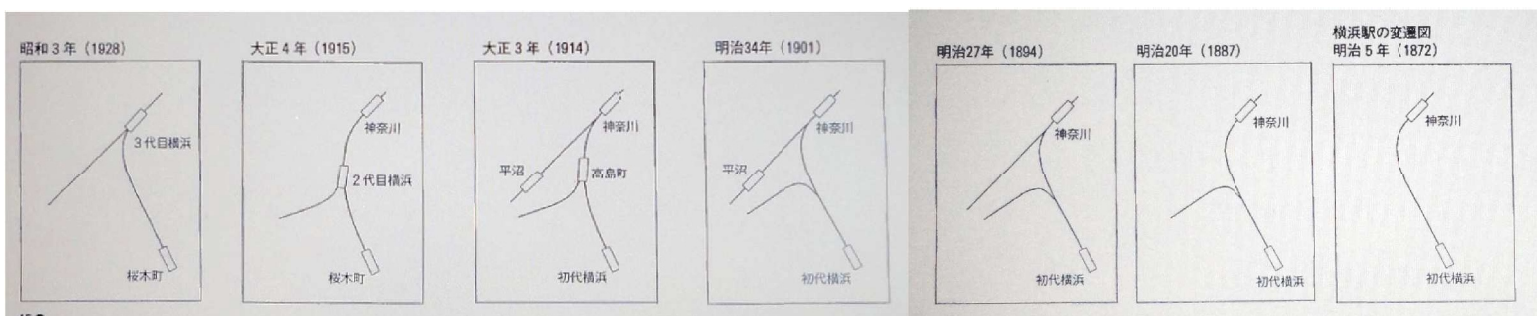 昭和3年（1928）
3代目横浜
桜木町
大正4年（1915）
神奈川
2代目横浜
桜木町
大正3年（1914）
神奈川
平沼
高島町
初代横浜
明治34年（1901）
神奈川
平沼
初代横浜
明治27年（1894）
神奈川
初代横浜
明治20年（1887）
神奈川
初代横浜
横浜駅の変遷図
明治5年（1872）
神奈川
初代横浜